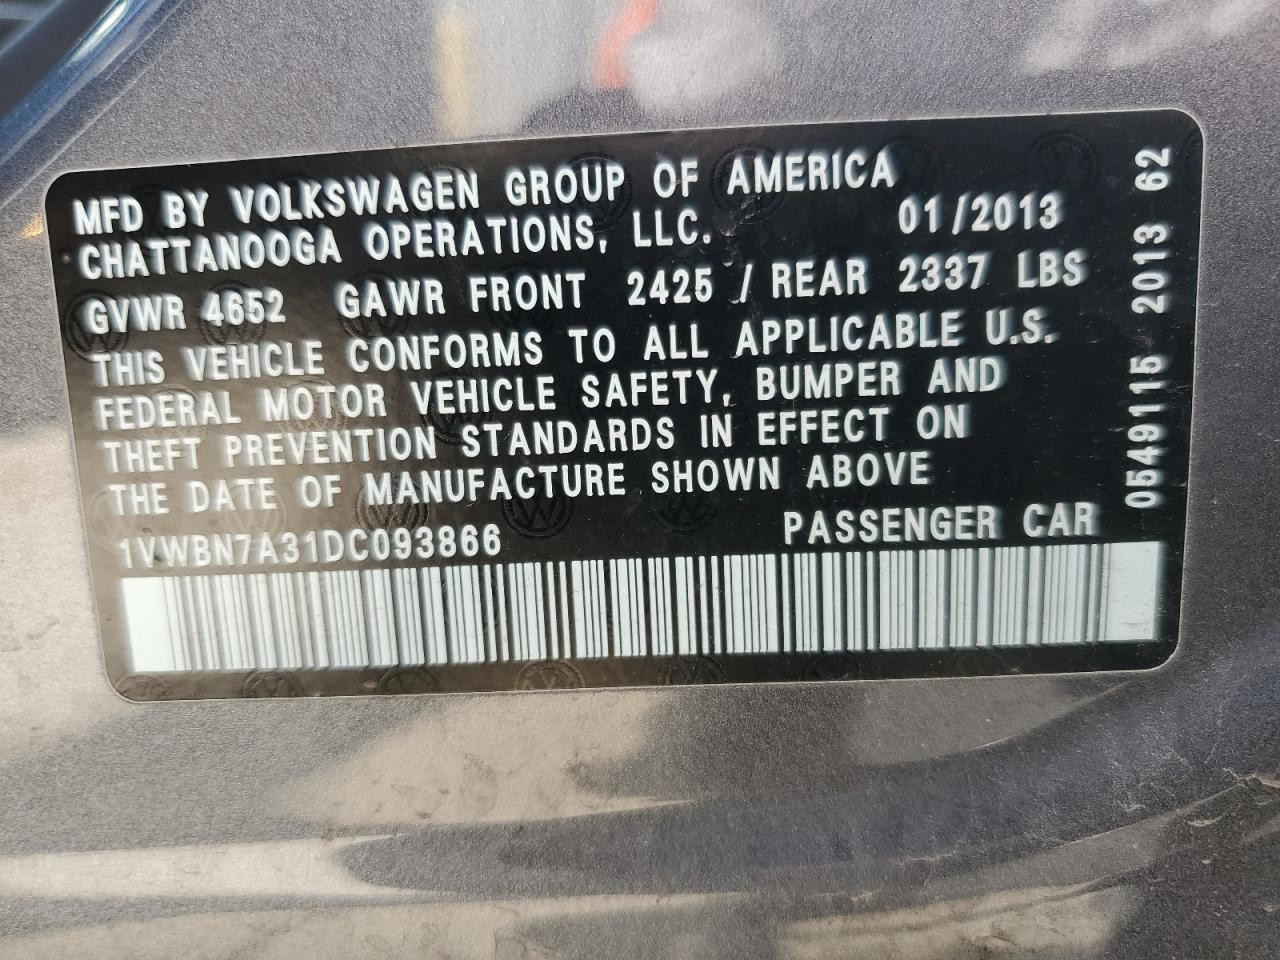 MFD BY VOLKSWAGEN GROUP OF AMERICA
CHATTANOOGA OPERATIONS, LLC. 01/2013
GVWR 4652 GAWR FRONT 2425 / REAR 2337 LBS
THIS VEHICLE CONFORMS TO ALL APPLICABLE U.S.
FEDERAL MOTOR VEHICLE SAFETY, BUMPER AND
THEFT PREVENTION STANDARDS IN EFFECT ON
THE DATE OF MANUFACTURE SHOWN ABOVE
1VWBN7A31DC093866 PASSENGER CAR
0549115 2013 62